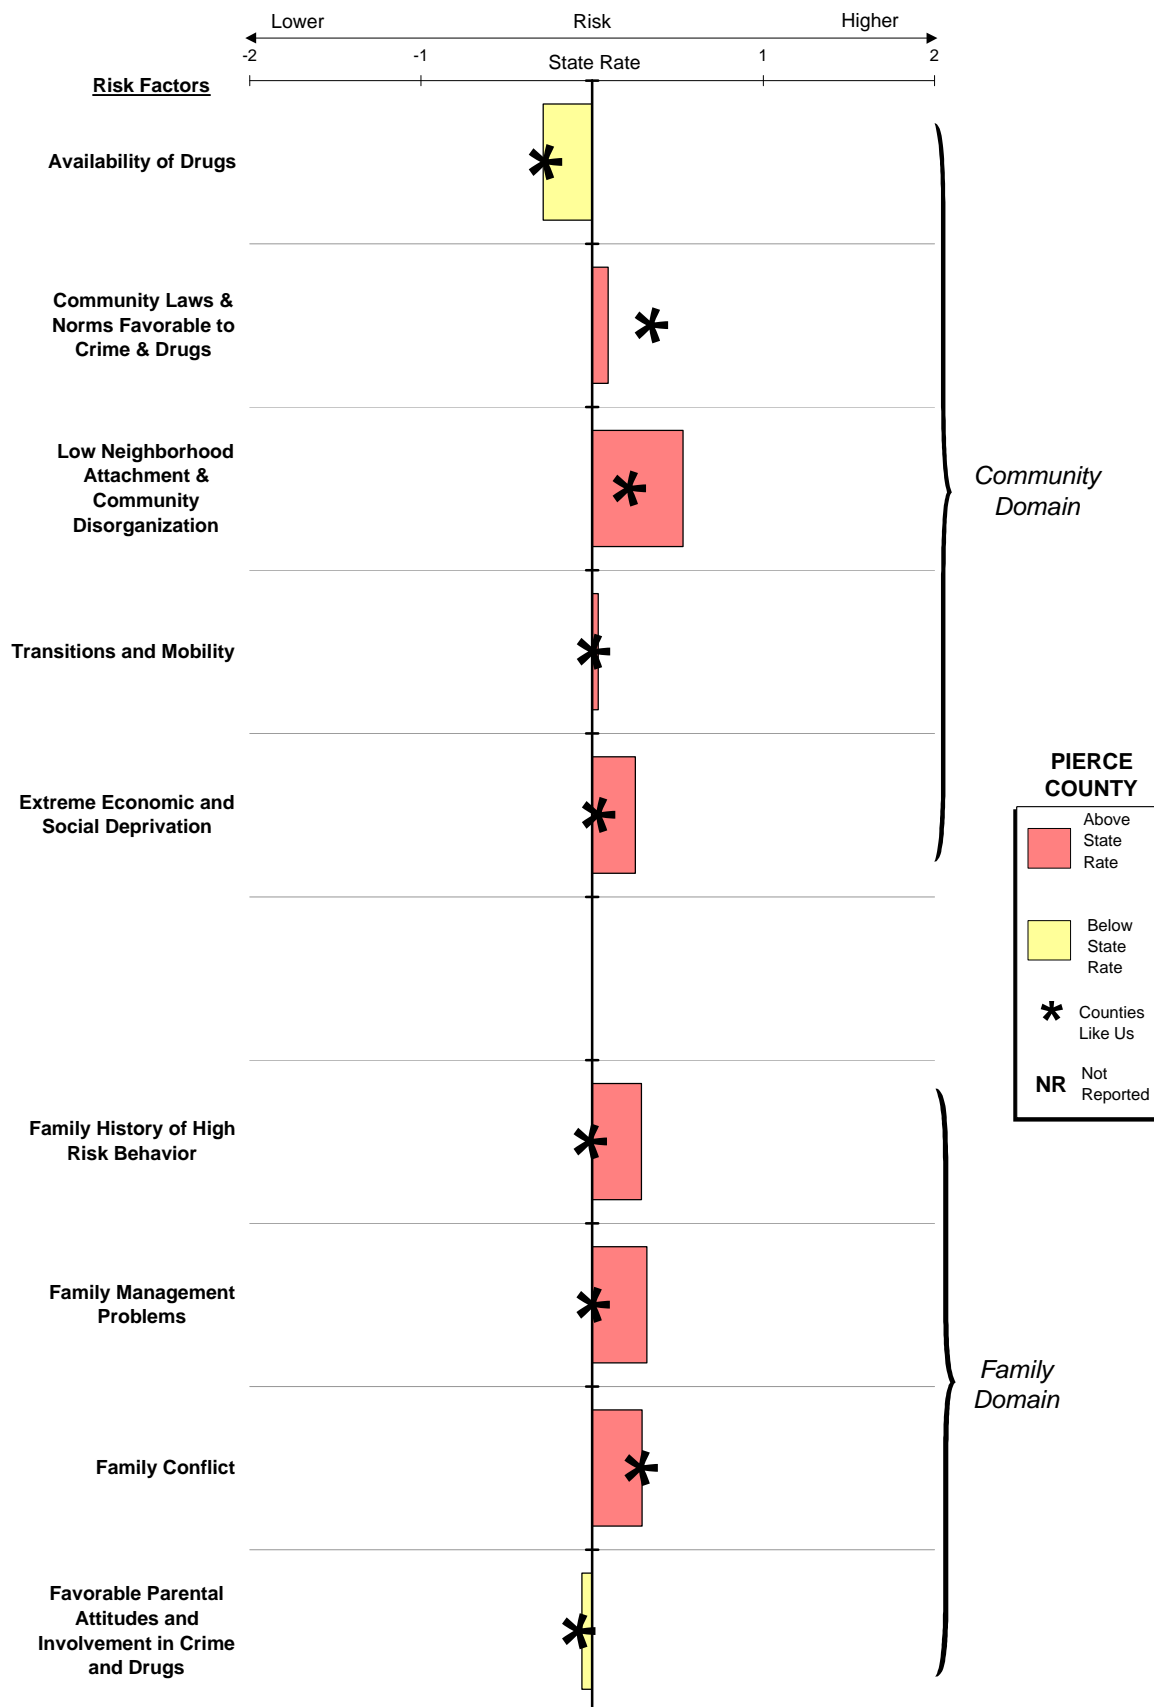 Lower Risk Higher
-2 -1 State Rate 1 2
Risk Factors
Availability of Drugs
Community Laws &
Norms Favorable to
Crime & Drugs
Low Neighborhood
Attachment &
Community
Disorganization
Transitions and Mobility
Extreme Economic and
Social Deprivation
Community
Domain
Family History of High
Risk Behavior
Family Management
Problems
Family Conflict
Favorable Parental
Attitudes and
Involvement in Crime
and Drugs
Family
Domain
PIERCE
COUNTY
Above
State
Rate
Below
State
Rate
* Counties
Like Us
NR Not
Reported